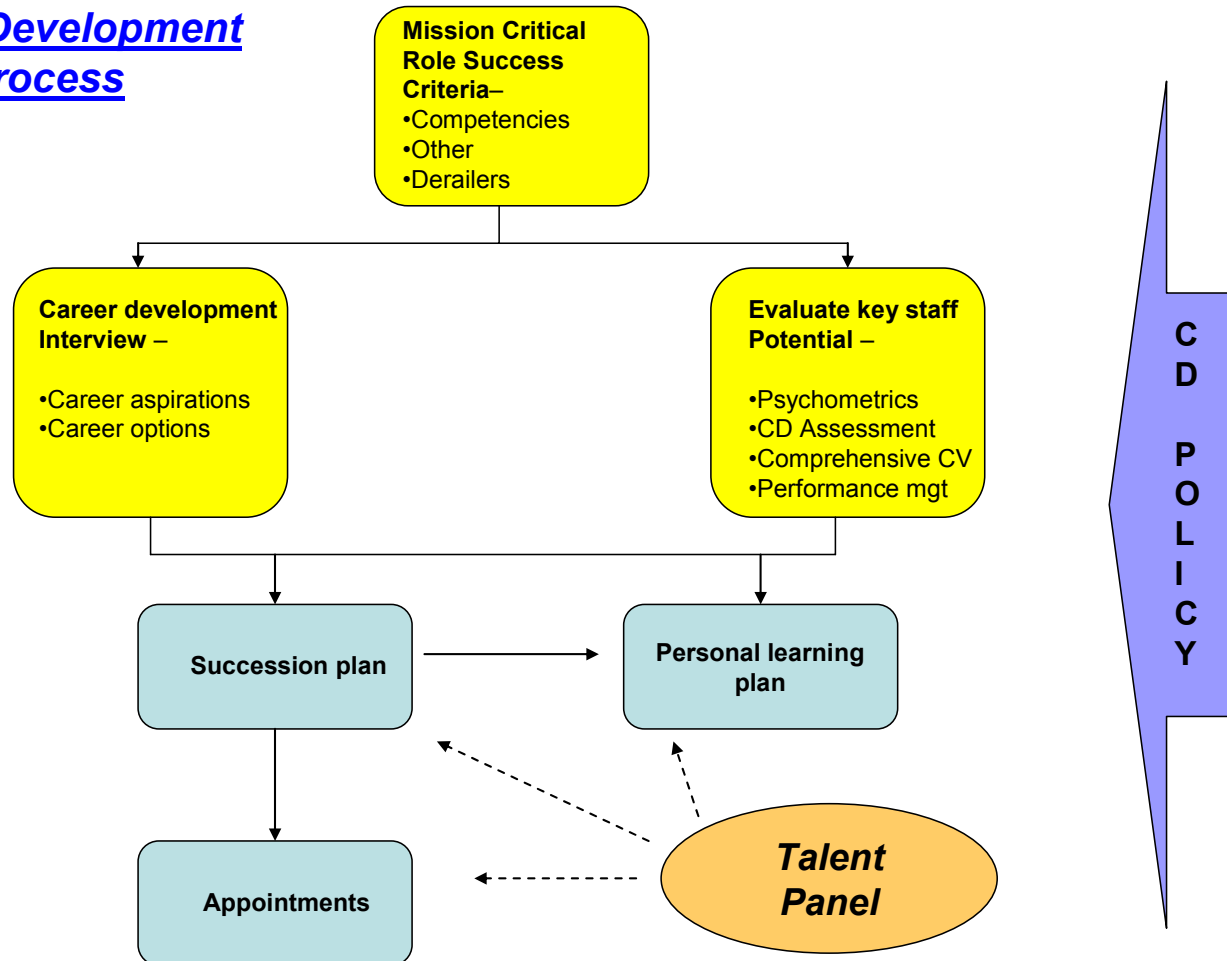 Development
rocess
Mission Critical
Role Success
Criteria–
•Competencies
•Other
•Derailers
Career development
Interview –
•Career aspirations
•Career options
Evaluate key staff
Potential –
•Psychometrics
•CD Assessment
•Comprehensive CV
•Performance mgt
Succession plan
Personal learning
plan
Appointments
Talent
Panel
C
D
P
O
L
I
C
Y